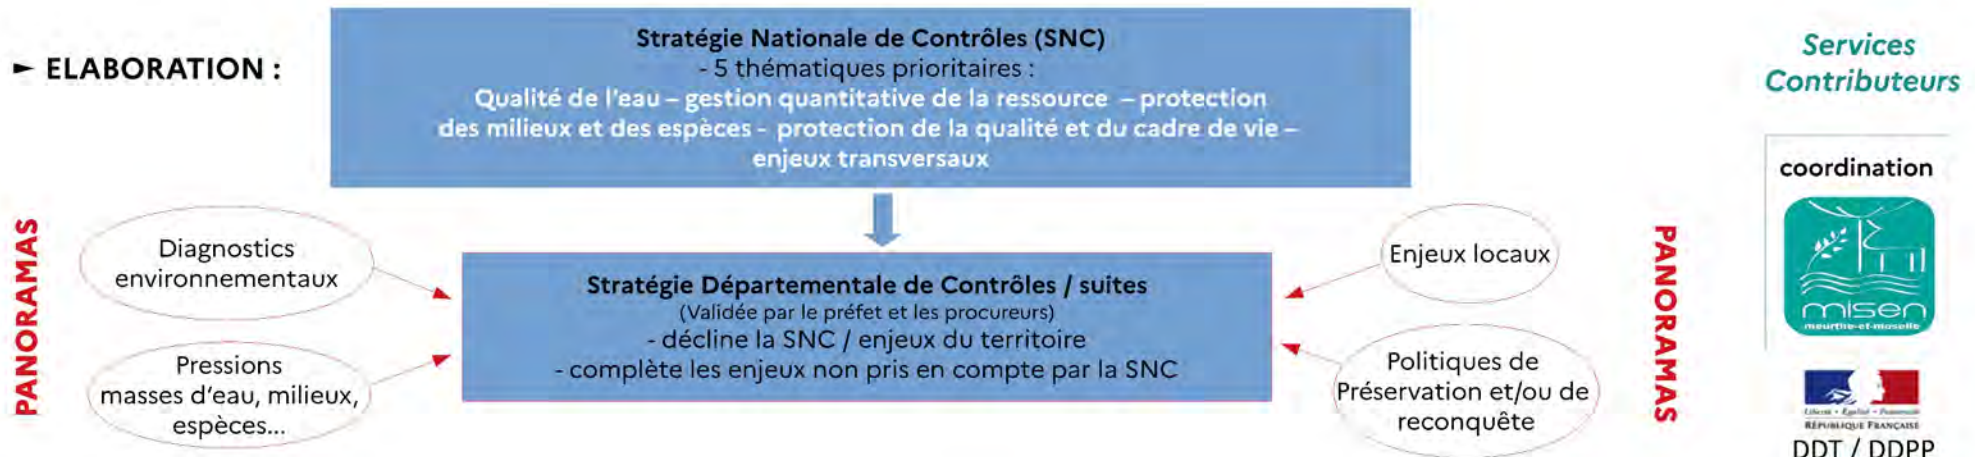 ► ELABORATION :
Stratégie Nationale de Contrôles (SNC)
- 5 thématiques prioritaires :
Qualité de l'eau – gestion quantitative de la ressource – protection
des milieux et des espèces - protection de la qualité et du cadre de vie –
enjeux transversaux
Services
Contributeurs
coordination
misen
meurthe-et-moselle
PANORAMAS
Diagnostics
environnementaux
Pressions
masses d'eau, milieux,
espèces...
Stratégie Départementale de Contrôles / suites
(Validée par le préfet et les procureurs)
- décline la SNC / enjeux du territoire
- complète les enjeux non pris en compte par la SNC
Enjeux locaux
Politiques de
Préservation et/ou de
reconquête
PANORAMAS
Liberté • Égalité • Fraternité
RÉPUBLIQUE FRANÇAISE
DDT / DDPP